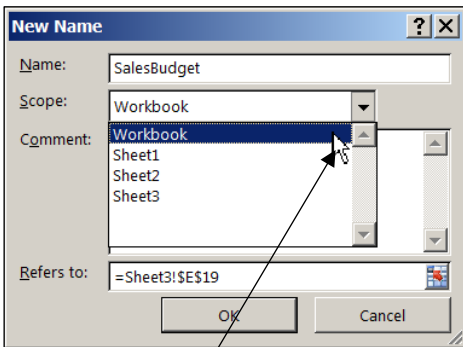 New Name
Name: SalesBudget
Scope: Workbook
Comment:
Workbook
Sheet1
Sheet2
Sheet3
Refers to: =Sheet3!$E$19
OK Cancel